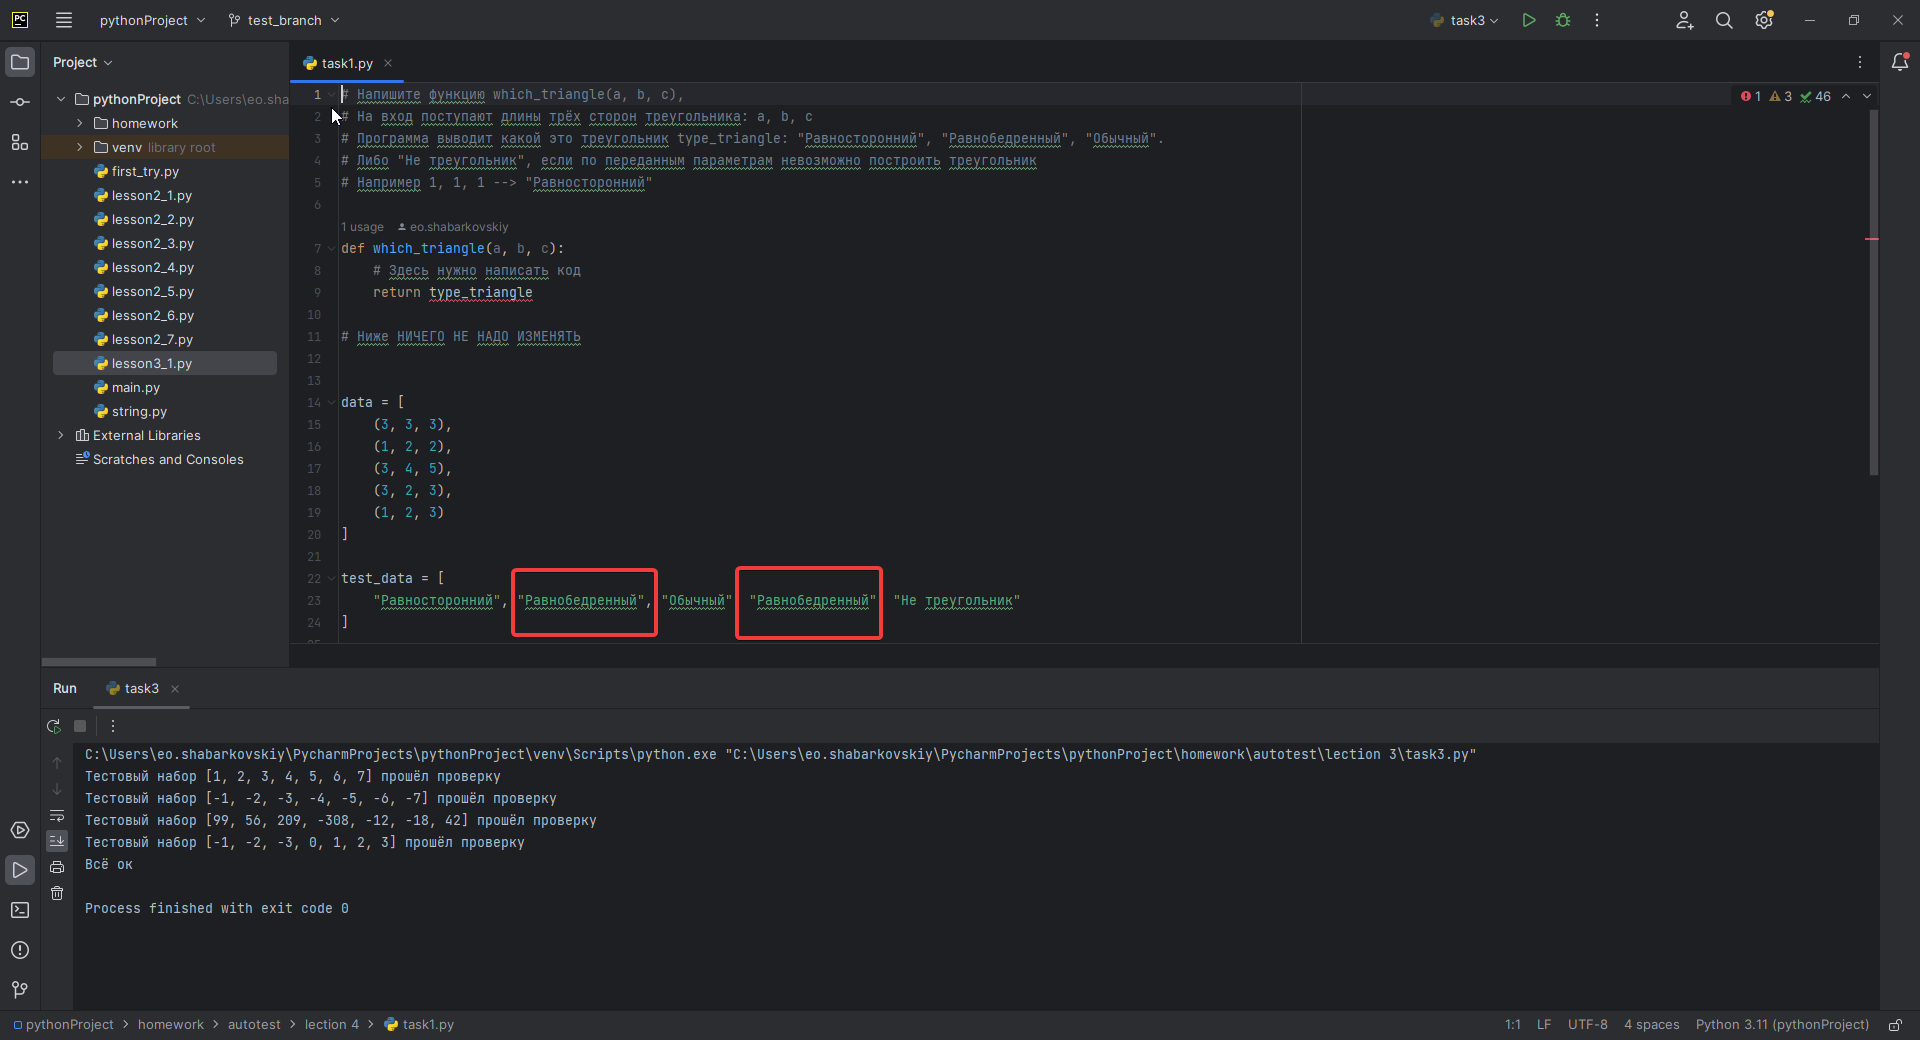 PC pythonProject test_branch task3
Project
task1.py
pythonProject C:\Users\eo.sha
homework
venv library root
first_try.py
lesson2_1.py
lesson2_2.py
lesson2_3.py
lesson2_4.py
lesson2_5.py
lesson2_6.py
lesson2_7.py
lesson3_1.py
main.py
string.py
External Libraries
Scratches and Consoles
1 3 46
1 # Напишите функцию which_triangle(a, b, c),
2 # На вход поступают длины трёх сторон треугольника: a, b, c
3 # Программа выводит какой это треугольник type_triangle: "Равносторонний", "Равнобедренный", "Обычный".
4 # Либо "Не треугольник", если по переданным параметрам невозможно построить треугольник
5 # Например 1, 1, 1 --> "Равносторонний"
6
1 usage eo.shabarkovskiy
7 def which_triangle(a, b, c):
8 # Здесь нужно написать код
9 return type_triangle
10
11 # Ниже НИЧЕГО НЕ НАДО ИЗМЕНЯТЬ
12
13
14 data = [
15 (3, 3, 3),
16 (1, 2, 2),
17 (3, 4, 5),
18 (3, 2, 3),
19 (1, 2, 3)
20 ]
21
22 test_data = [
23 "Равносторонний", "Равнобедренный", "Обычный" "Равнобедренный" "Не треугольник"
24 ]
Run task3
C:\Users\eo.shabarkovskiy\PycharmProjects\pythonProject\venv\Scripts\python.exe "C:\Users\eo.shabarkovskiy\PycharmProjects\pythonProject\homework\autotest\lection 3\task3.py"
Тестовый набор [1, 2, 3, 4, 5, 6, 7] прошёл проверку
Тестовый набор [-1, -2, -3, -4, -5, -6, -7] прошёл проверку
Тестовый набор [99, 56, 209, -308, -12, -18, 42] прошёл проверку
Тестовый набор [-1, -2, -3, 0, 1, 2, 3] прошёл проверку
Всё ок
Process finished with exit code 0
pythonProject > homework > autotest > lection 4 > task1.py 1:1 LF UTF-8 4 spaces Python 3.11 (pythonProject)